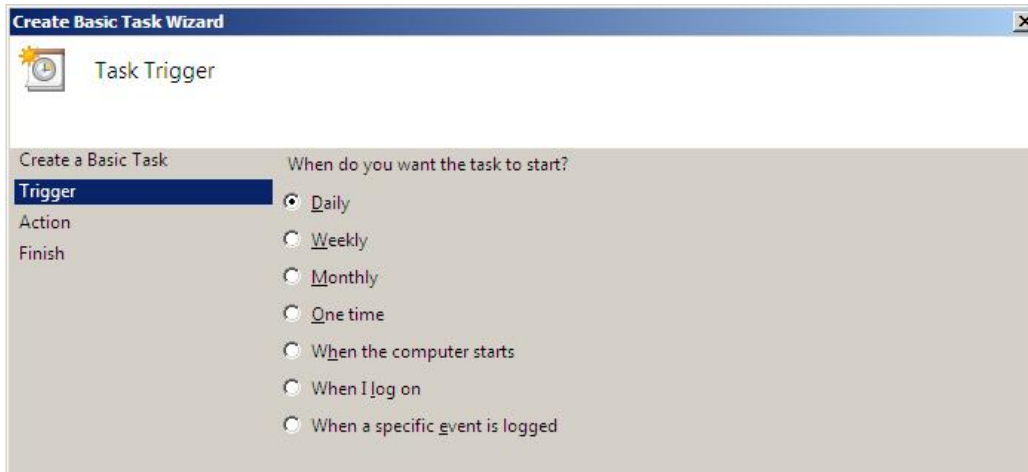 Create Basic Task Wizard
Task Trigger
Create a Basic Task
Trigger
Action
Finish
When do you want the task to start?
Daily
Weekly
Monthly
One time
When the computer starts
When I log on
When a specific event is logged